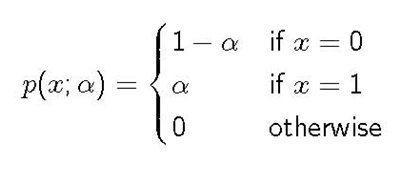 1 − α if x = 0
p(x; α) = { α if x = 1
0 otherwise